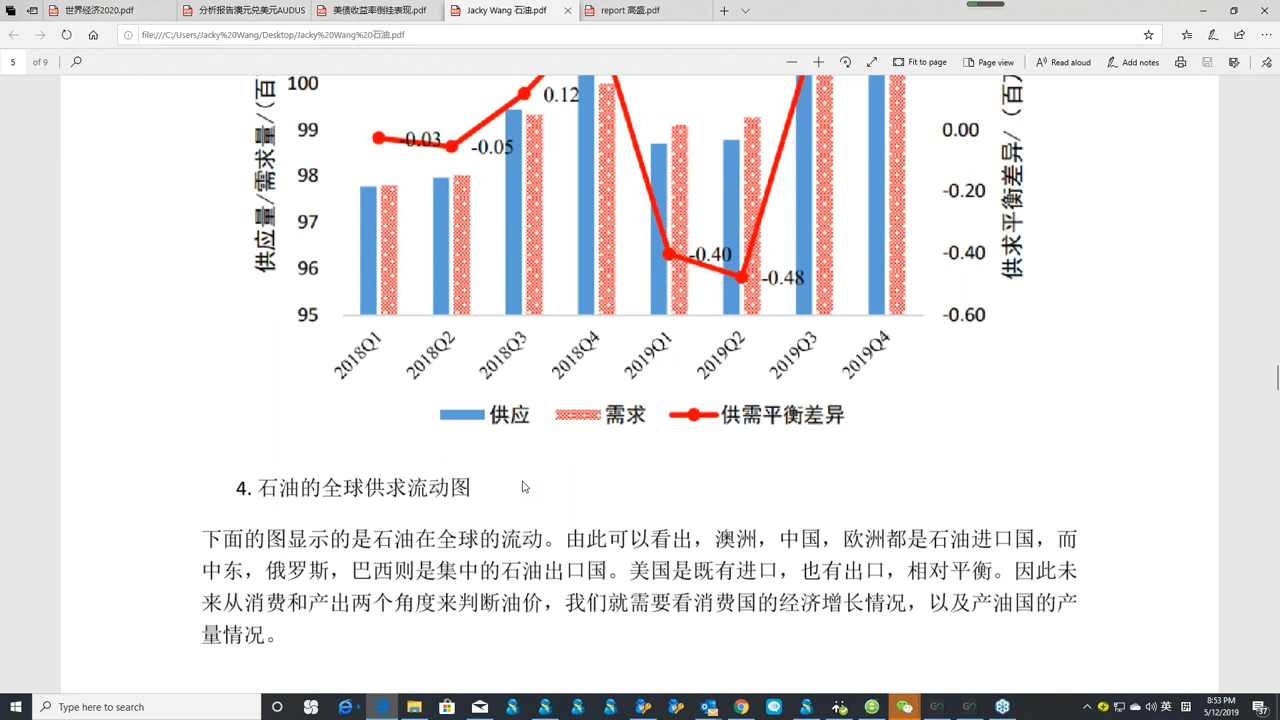 世界经济2020.pdf
分析报告澳元兑美元AUDUS
美债收益率倒挂表现.pdf
Jacky Wang 石油.pdf
report 高盛.pdf
file:///C:/Users/Jacky%20Wang/Desktop/Jacky%20Wang%20石油.pdf
5 of 9
Fit to page
Page view
Read aloud
Add notes
供应量/需求量/（百
100
99
98
97
96
95
-0.03
-0.05
0.12
-0.40
-0.48
0.00
-0.20
-0.40
-0.60
供求平衡差异/（百万
2018Q1
2018Q2
2018Q3
2018Q4
2019Q1
2019Q2
2019Q3
2019Q4
供应
需求
供需平衡差异
4. 石油的全球供求流动图
下面的图显示的是石油在全球的流动。由此可以看出，澳洲，中国，欧洲都是石油进口国，而
中东，俄罗斯，巴西则是集中的石油出口国。美国是既有进口，也有出口，相对平衡。因此未
来从消费和产出两个角度来判断油价，我们就需要看消费国的经济增长情况，以及产油国的产
量情况。
Type here to search
英
8:53 PM
5/12/2019